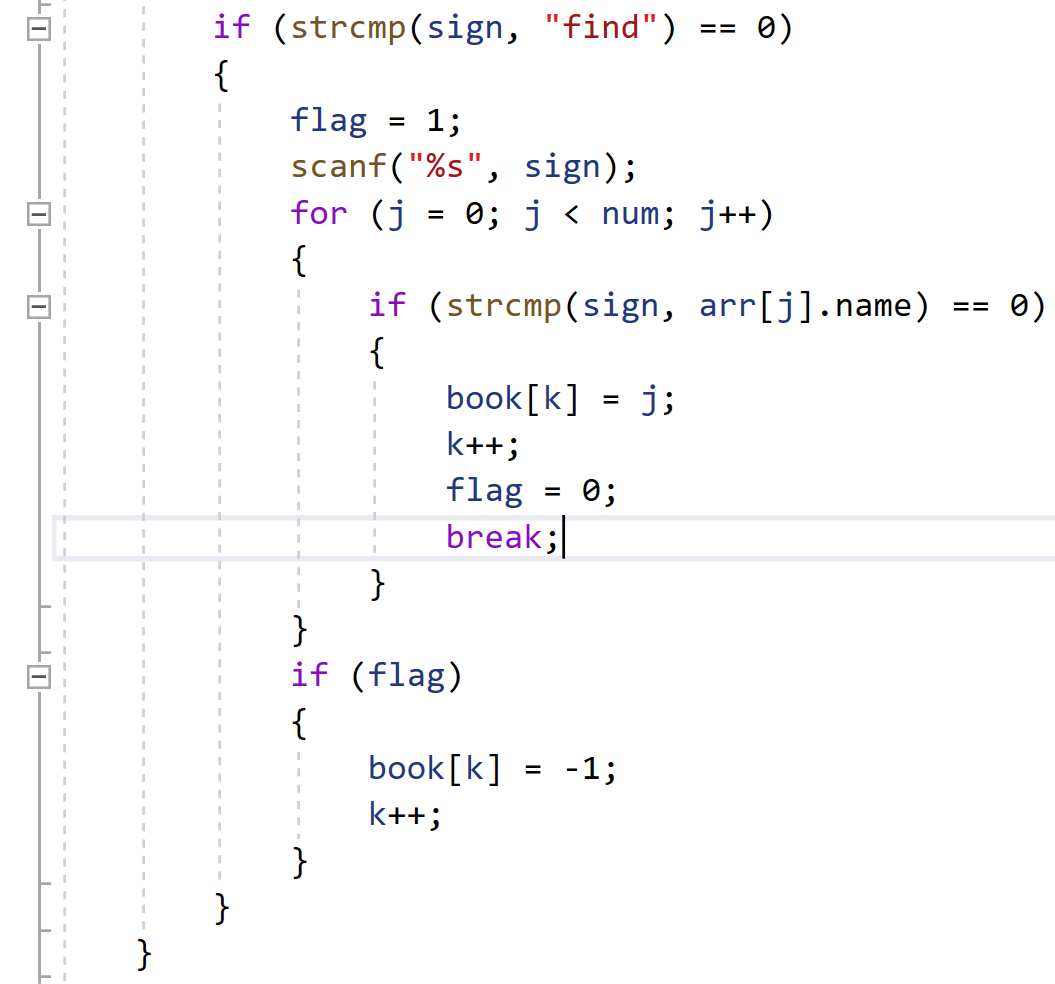 if (strcmp(sign, "find") == 0)
{
flag = 1;
scanf("%s", sign);
for (j = 0; j < num; j++)
{
if (strcmp(sign, arr[j].name) == 0)
{
book[k] = j;
k++;
flag = 0;
break;
}
}
if (flag)
{
book[k] = -1;
k++;
}
}
}